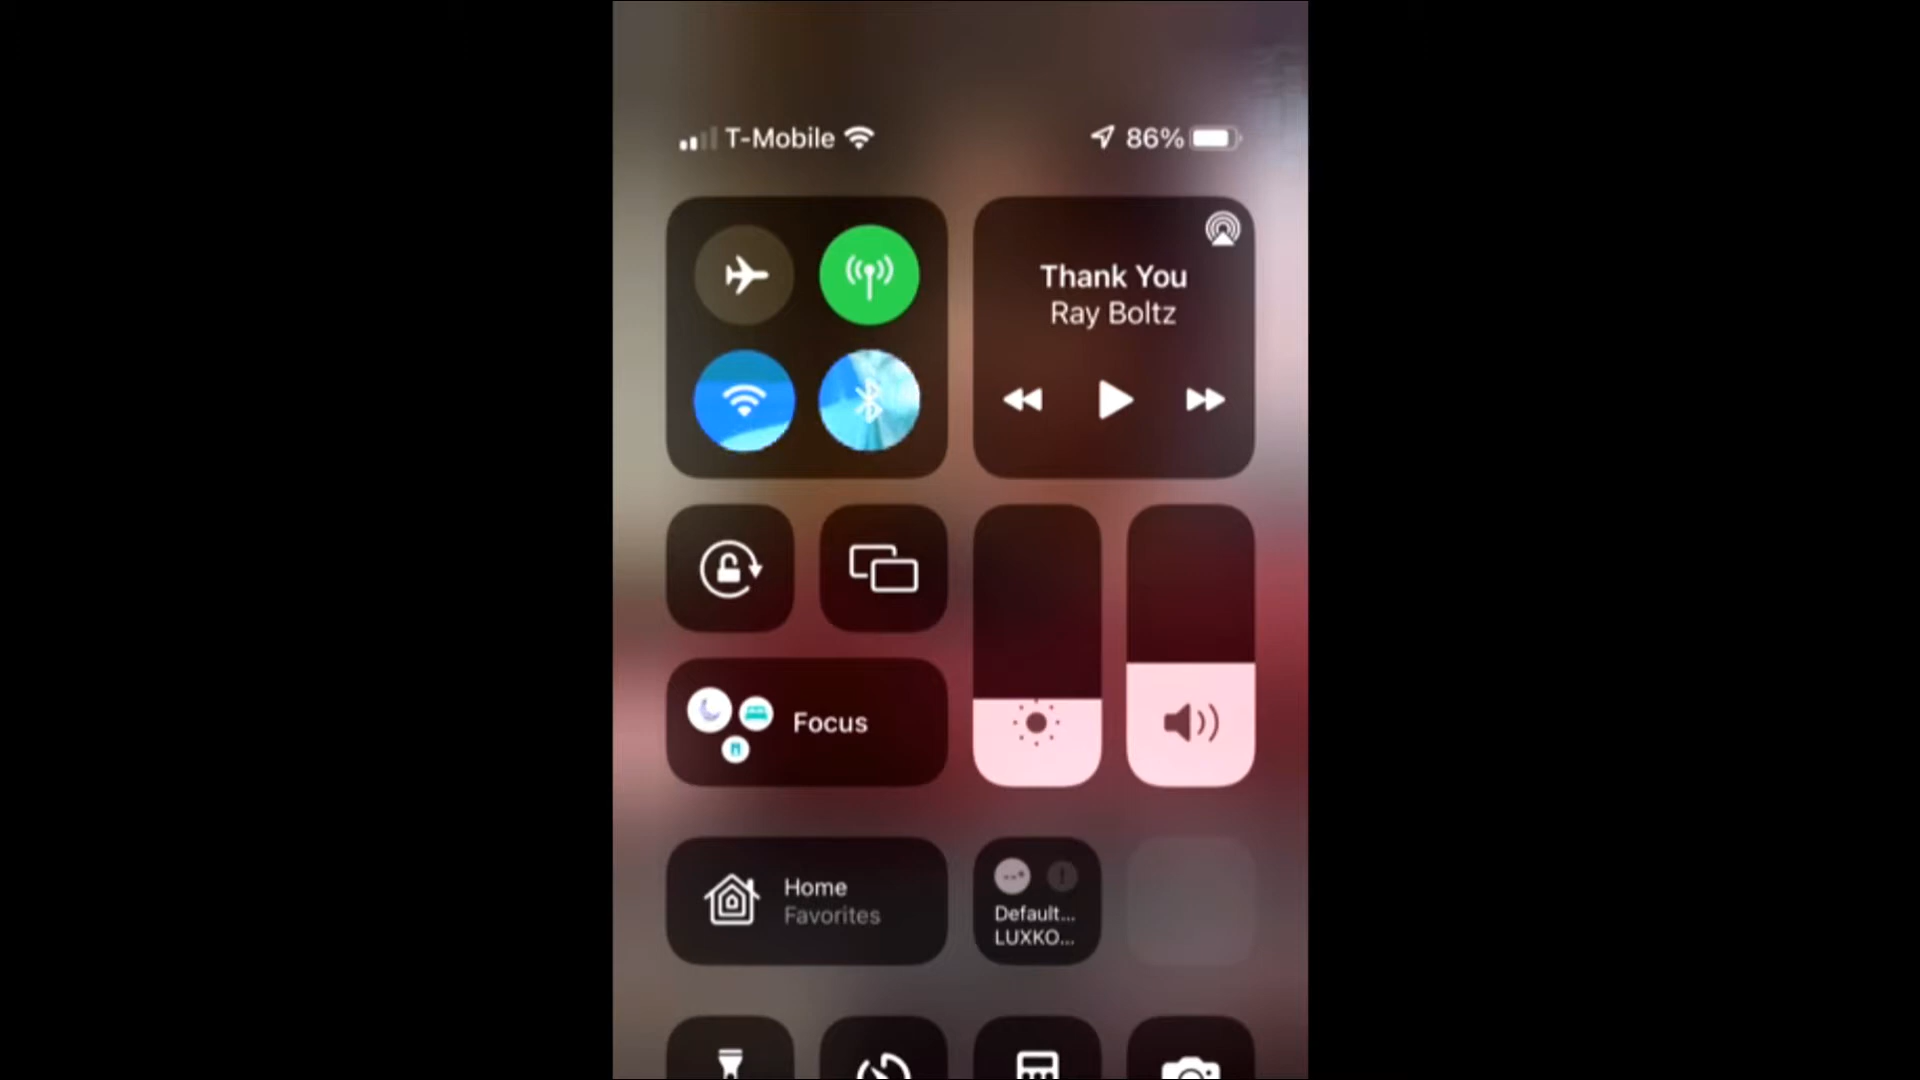 T-Mobile 86%
Thank You
Ray Boltz
Focus
Home
Favorites
Default...
LUXKO...